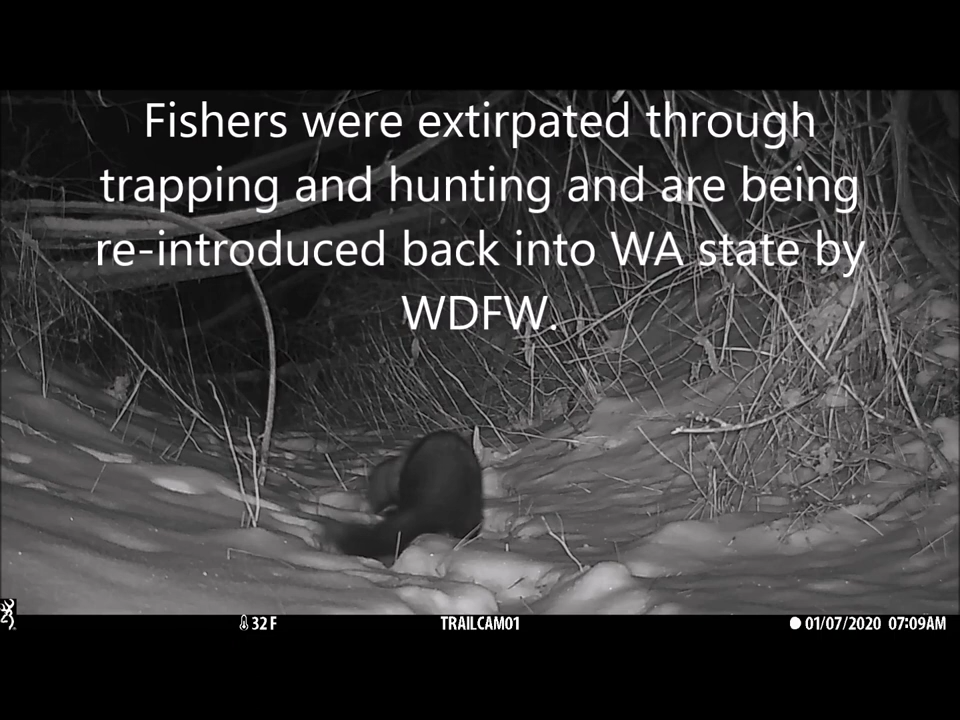 Fishers were extirpated through
trapping and hunting and are being
re-introduced back into WA state by
WDFW.
32F TRAILCAM01 01/07/2020 07:09AM